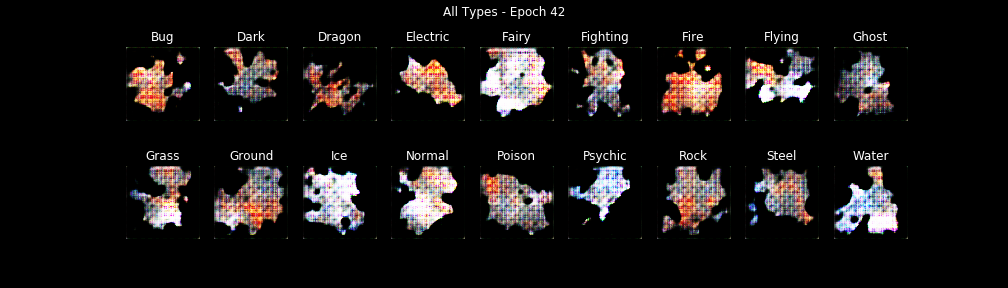 All Types - Epoch 42
Bug Dark Dragon Electric Fairy Fighting Fire Flying Ghost
Grass Ground Ice Normal Poison Psychic Rock Steel Water